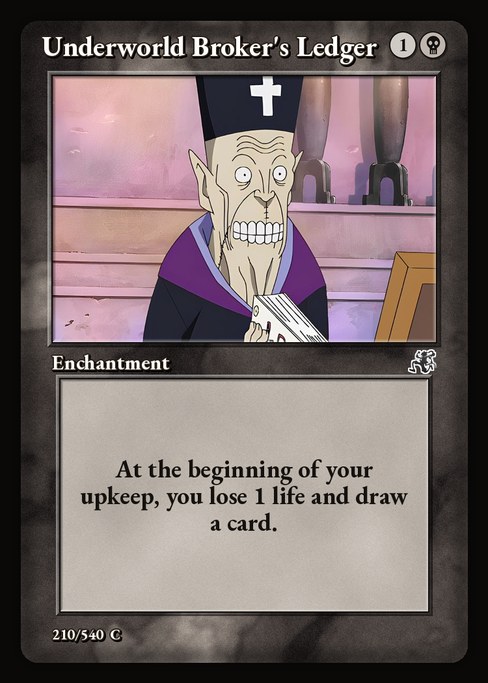 Underworld Broker's Ledger 1
Enchantment
At the beginning of your
upkeep, you lose 1 life and draw
a card.
210/540 C